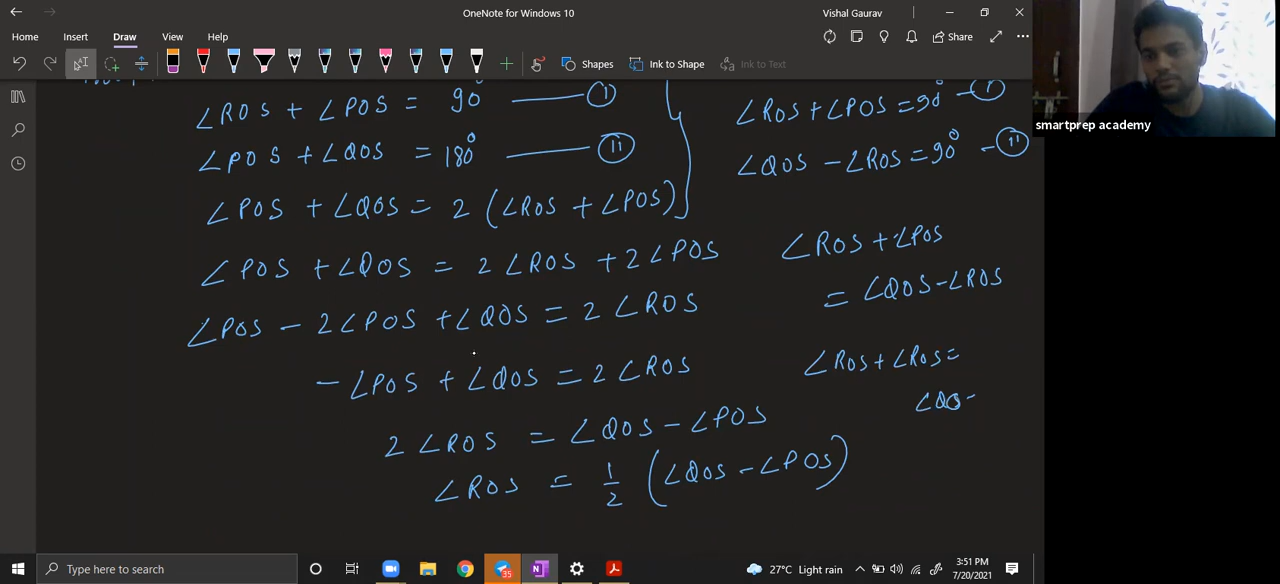 OneNote for Windows 10
Vishal Gaurav
Home Insert Draw View Help
Share
Shapes Ink to Shape Ink to Text
smartprep academy
∠ROS + ∠POS = 90° — (I)
∠POS + ∠QOS = 180° — (II)
∠POS + ∠QOS = 2 (∠ROS + ∠POS)
∠POS + ∠QOS = 2 ∠ROS + 2 ∠POS
∠POS - 2∠POS + ∠QOS = 2 ∠ROS
- ∠POS + ∠QOS = 2 ∠ROS
2 ∠ROS = ∠QOS - ∠POS
∠ROS = 1/2 (∠QOS - ∠POS)
∠ROS + ∠POS = 90° — (I)
∠QOS - ∠ROS = 90° — (II)
∠ROS + ∠POS
= ∠QOS - ∠ROS
∠ROS + ∠ROS =
∠QOS -
Type here to search
35
27°C Light rain
3:51 PM
7/20/2021